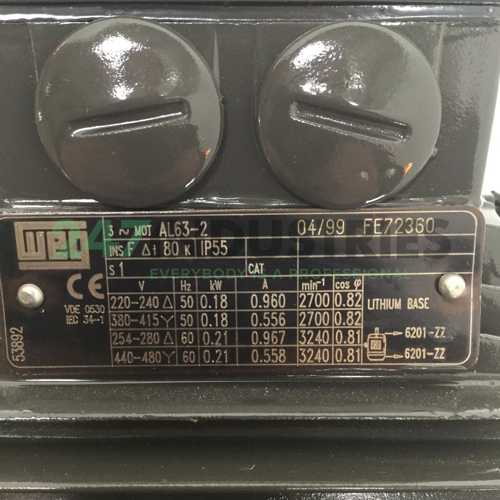 WEG
3 ~ MOT AL63-2 04/99 FE72360
INS F Δt 80 K IP55
S1 CAT
V Hz kW A min⁻¹ cos φ
220-240 Δ 50 0.18 0.960 2700 0.82
380-415 Y 50 0.18 0.556 2700 0.82
254-280 Δ 60 0.21 0.967 3240 0.81
440-480 Y 60 0.21 0.558 3240 0.81
CE
VDE 0530
IEC 34-1
53892
LITHIUM BASE
6201-ZZ
6201-ZZ
247 INDUSTRIES
EVERYBODY'S A PROFESSIONAL